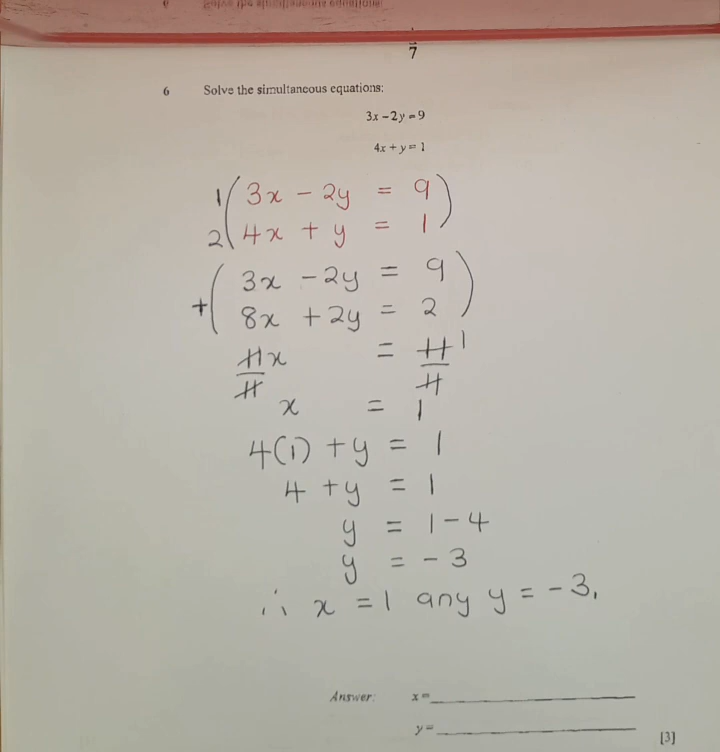 7
6 Solve the simultaneous equations:
3x - 2y = 9
4x + y = 1
1 ( 3x - 2y = 9 )
2 ( 4x + y = 1 )
+ ( 3x - 2y = 9 )
( 8x + 2y = 2 )
11x = 11 1
11 11
x = 1
4(1) + y = 1
4 + y = 1
y = 1 - 4
y = - 3
∴ x = 1 any y = - 3.
Answer: x =
y =
[3]